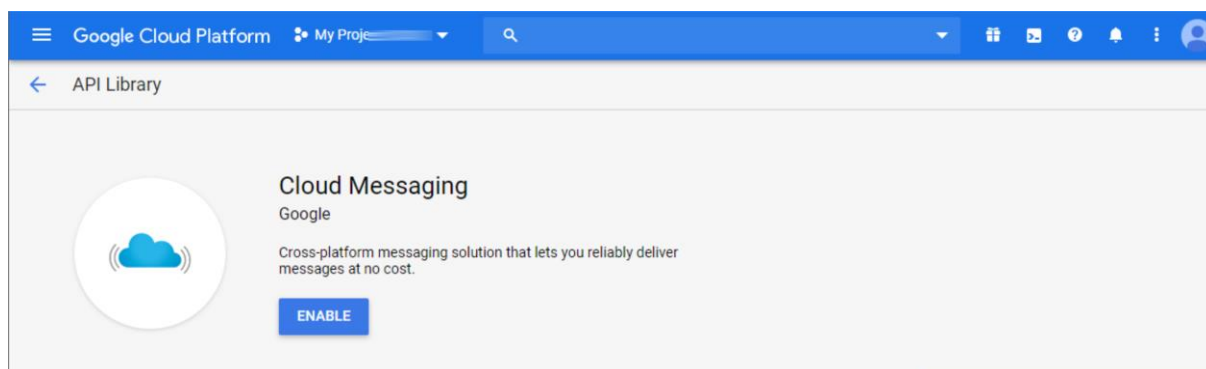 Google Cloud Platform My Proje
API Library
Cloud Messaging
Google
Cross-platform messaging solution that lets you reliably deliver
messages at no cost.
ENABLE